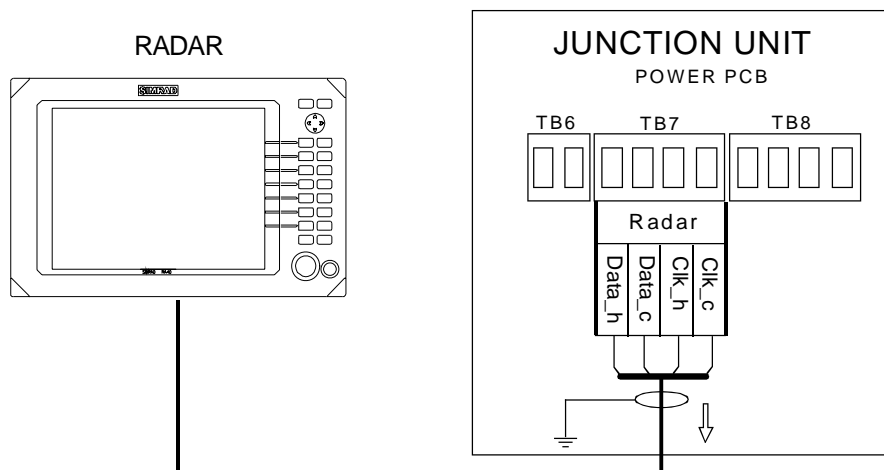 RADAR
SIMRAD
JUNCTION UNIT
POWER PCB
TB6
TB7
TB8
Radar
Data_h
Data_c
Clk_h
Clk_c